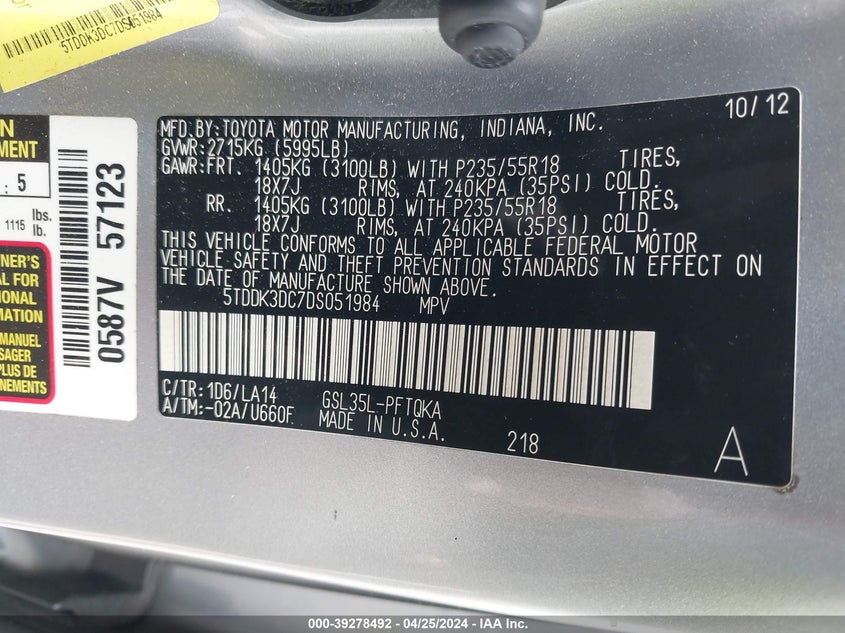 5TDDK3DC7DS051984
N
MENT
: 5
1115 lbs.
lb.
NER'S
AL FOR
IONAL
MATION
MANUEL
SAGER
PLUS DE
GNEMENTS
0587V 57123
10/12
MFD.BY:TOYOTA MOTOR MANUFACTURING, INDIANA, INC.
GVWR:2715KG (5995LB)
GAWR:FRT. 1405KG (3100LB) WITH P235/55R18 TIRES,
18X7J RIMS, AT 240KPA (35PSI) COLD.
RR. 1405KG (3100LB) WITH P235/55R18 TIRES,
18X7J RIMS, AT 240KPA (35PSI) COLD.
THIS VEHICLE CONFORMS TO ALL APPLICABLE FEDERAL MOTOR
VEHICLE SAFETY AND THEFT PREVENTION STANDARDS IN EFFECT ON
THE DATE OF MANUFACTURE SHOWN ABOVE.
5TDDK3DC7DS051984 MPV
C/TR:1D6/LA14 GSL35L-PFTQKA
A/TM:-02A/U660F MADE IN U.S.A.
218
A
000-39278492 - 04/25/2024 - IAA Inc.